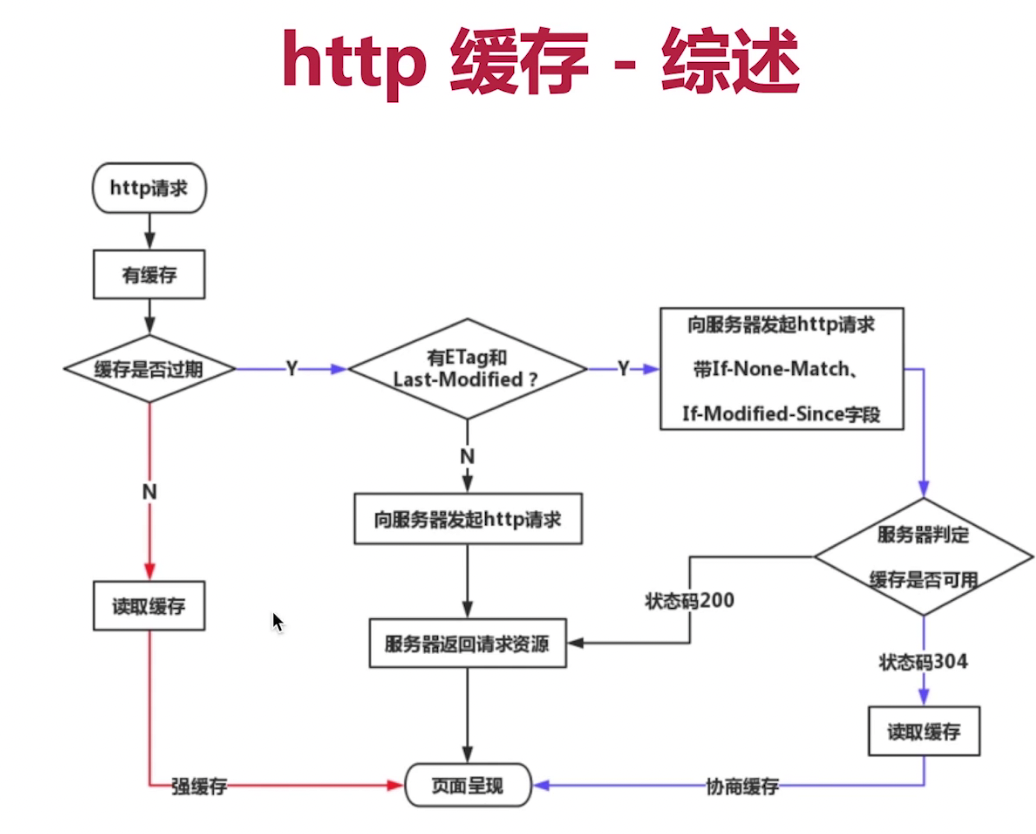 http 缓存 - 综述
http请求
有缓存
缓存是否过期
Y
有ETag和
Last-Modified？
Y
向服务器发起http请求
带If-None-Match、
If-Modified-Since字段
N
N
向服务器发起http请求
服务器判定
缓存是否可用
状态码200
读取缓存
服务器返回请求资源
状态码304
读取缓存
强缓存
页面呈现
协商缓存